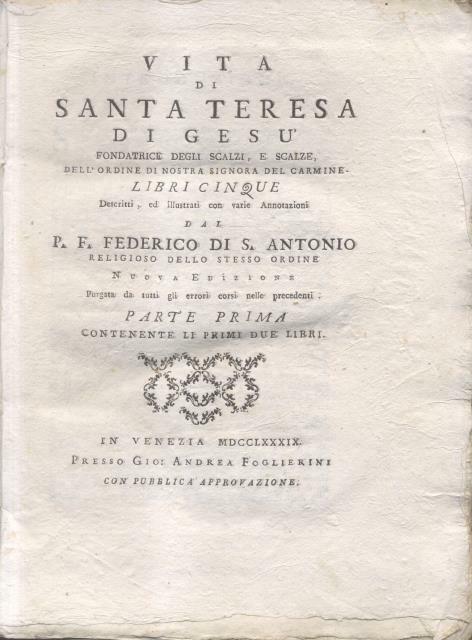 VITA
DI
SANTA TERESA
DI GESU'
FONDATRICE DEGLI SCALZI, E SCALZE,
DELL'ORDINE DI NOSTRA SIGNORA DEL CARMINE.
LIBRI CINQUE
Descritti, ed illustrati con varie Annotazioni
DAL
P. F. FEDERICO DI S. ANTONIO
RELIGIOSO DELLO STESSO ORDINE
NUOVA EDIZIONE
Purgata da tutti gli errori corsi nelle precedenti.
PARTE PRIMA
CONTENENTE LI PRIMI DUE LIBRI.
IN VENEZIA MDCCLXXXIX.
PRESSO GIO: ANDREA FOGLIERINI
CON PUBBLICA APPROVAZIONE.